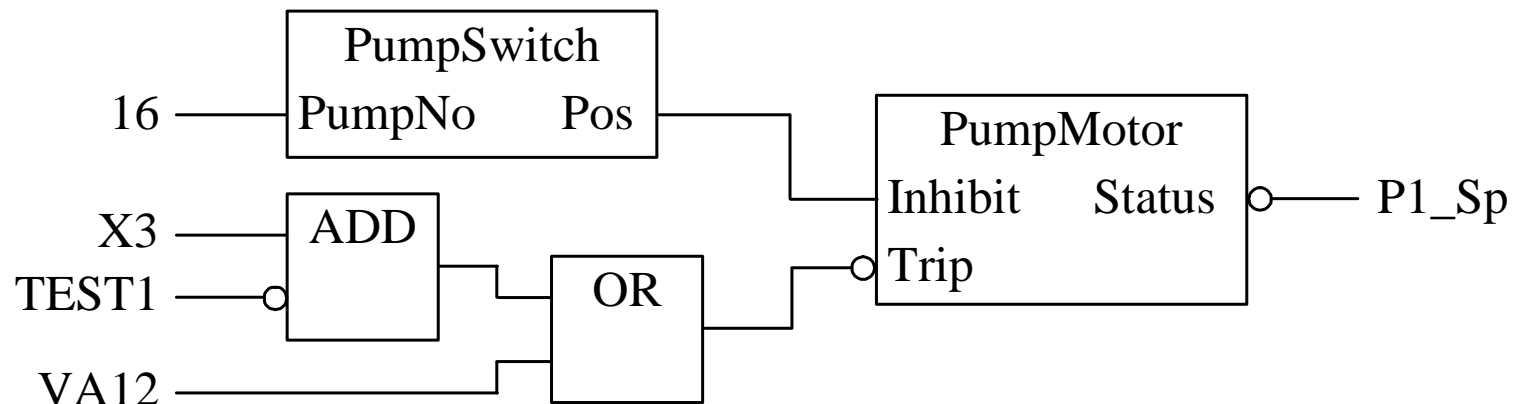 PumpSwitch
16 PumpNo Pos
PumpMotor
Inhibit Status P1_Sp
X3 ADD
Trip
TEST1 OR
VA12